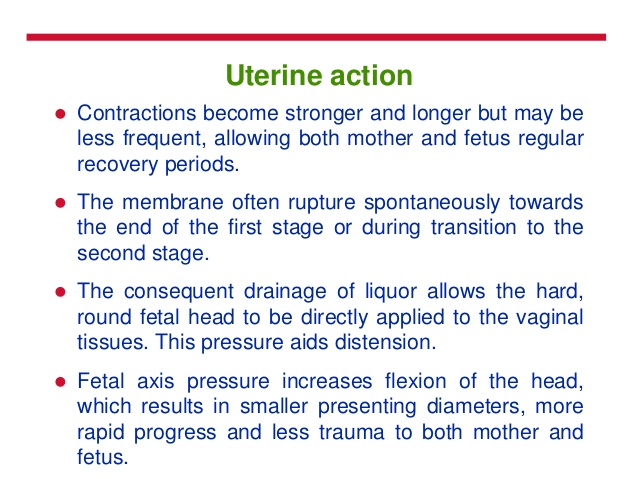 Uterine action
● Contractions become stronger and longer but may be
less frequent, allowing both mother and fetus regular
recovery periods.
● The membrane often rupture spontaneously towards
the end of the first stage or during transition to the
second stage.
● The consequent drainage of liquor allows the hard,
round fetal head to be directly applied to the vaginal
tissues. This pressure aids distension.
● Fetal axis pressure increases flexion of the head,
which results in smaller presenting diameters, more
rapid progress and less trauma to both mother and
fetus.